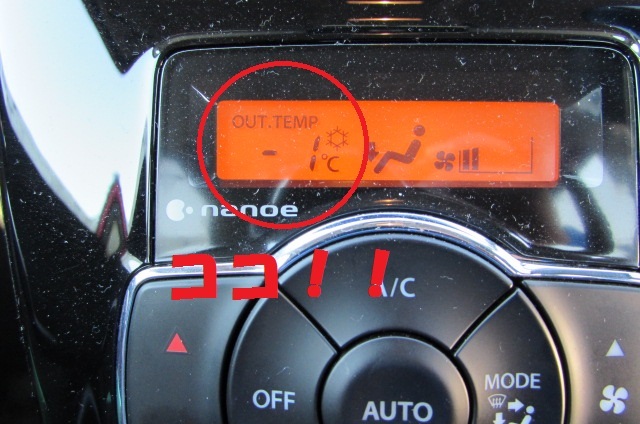 OUT.TEMP
-1℃
nanoe
ココ！！
A/C
OFF
AUTO
MODE